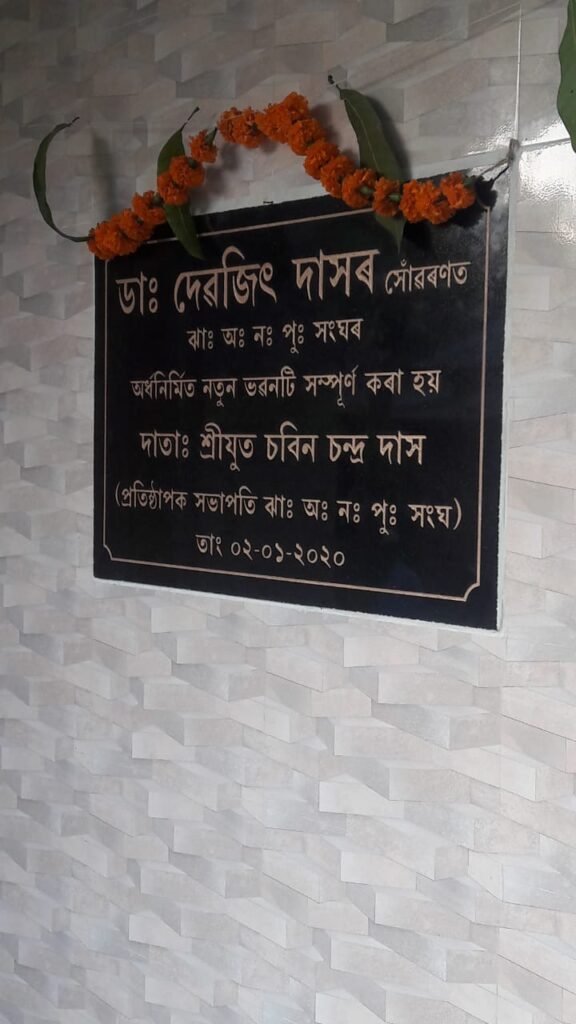 ডাঃ দেৱজিৎ দাসৰ সোঁৱৰণত
ঝাঃ অঃ নঃ পুঃ সংঘৰ
অৰ্ধনিৰ্মিত নতুন ভৱনটি সম্পূৰ্ণ কৰা হয়
দাতাঃ শ্ৰীযুত চবিন চন্দ্ৰ দাস
(প্ৰতিষ্ঠাপক সভাপতি ঝাঃ অঃ নঃ পুঃ সংঘ)
তাং ০২-০১-২০২০